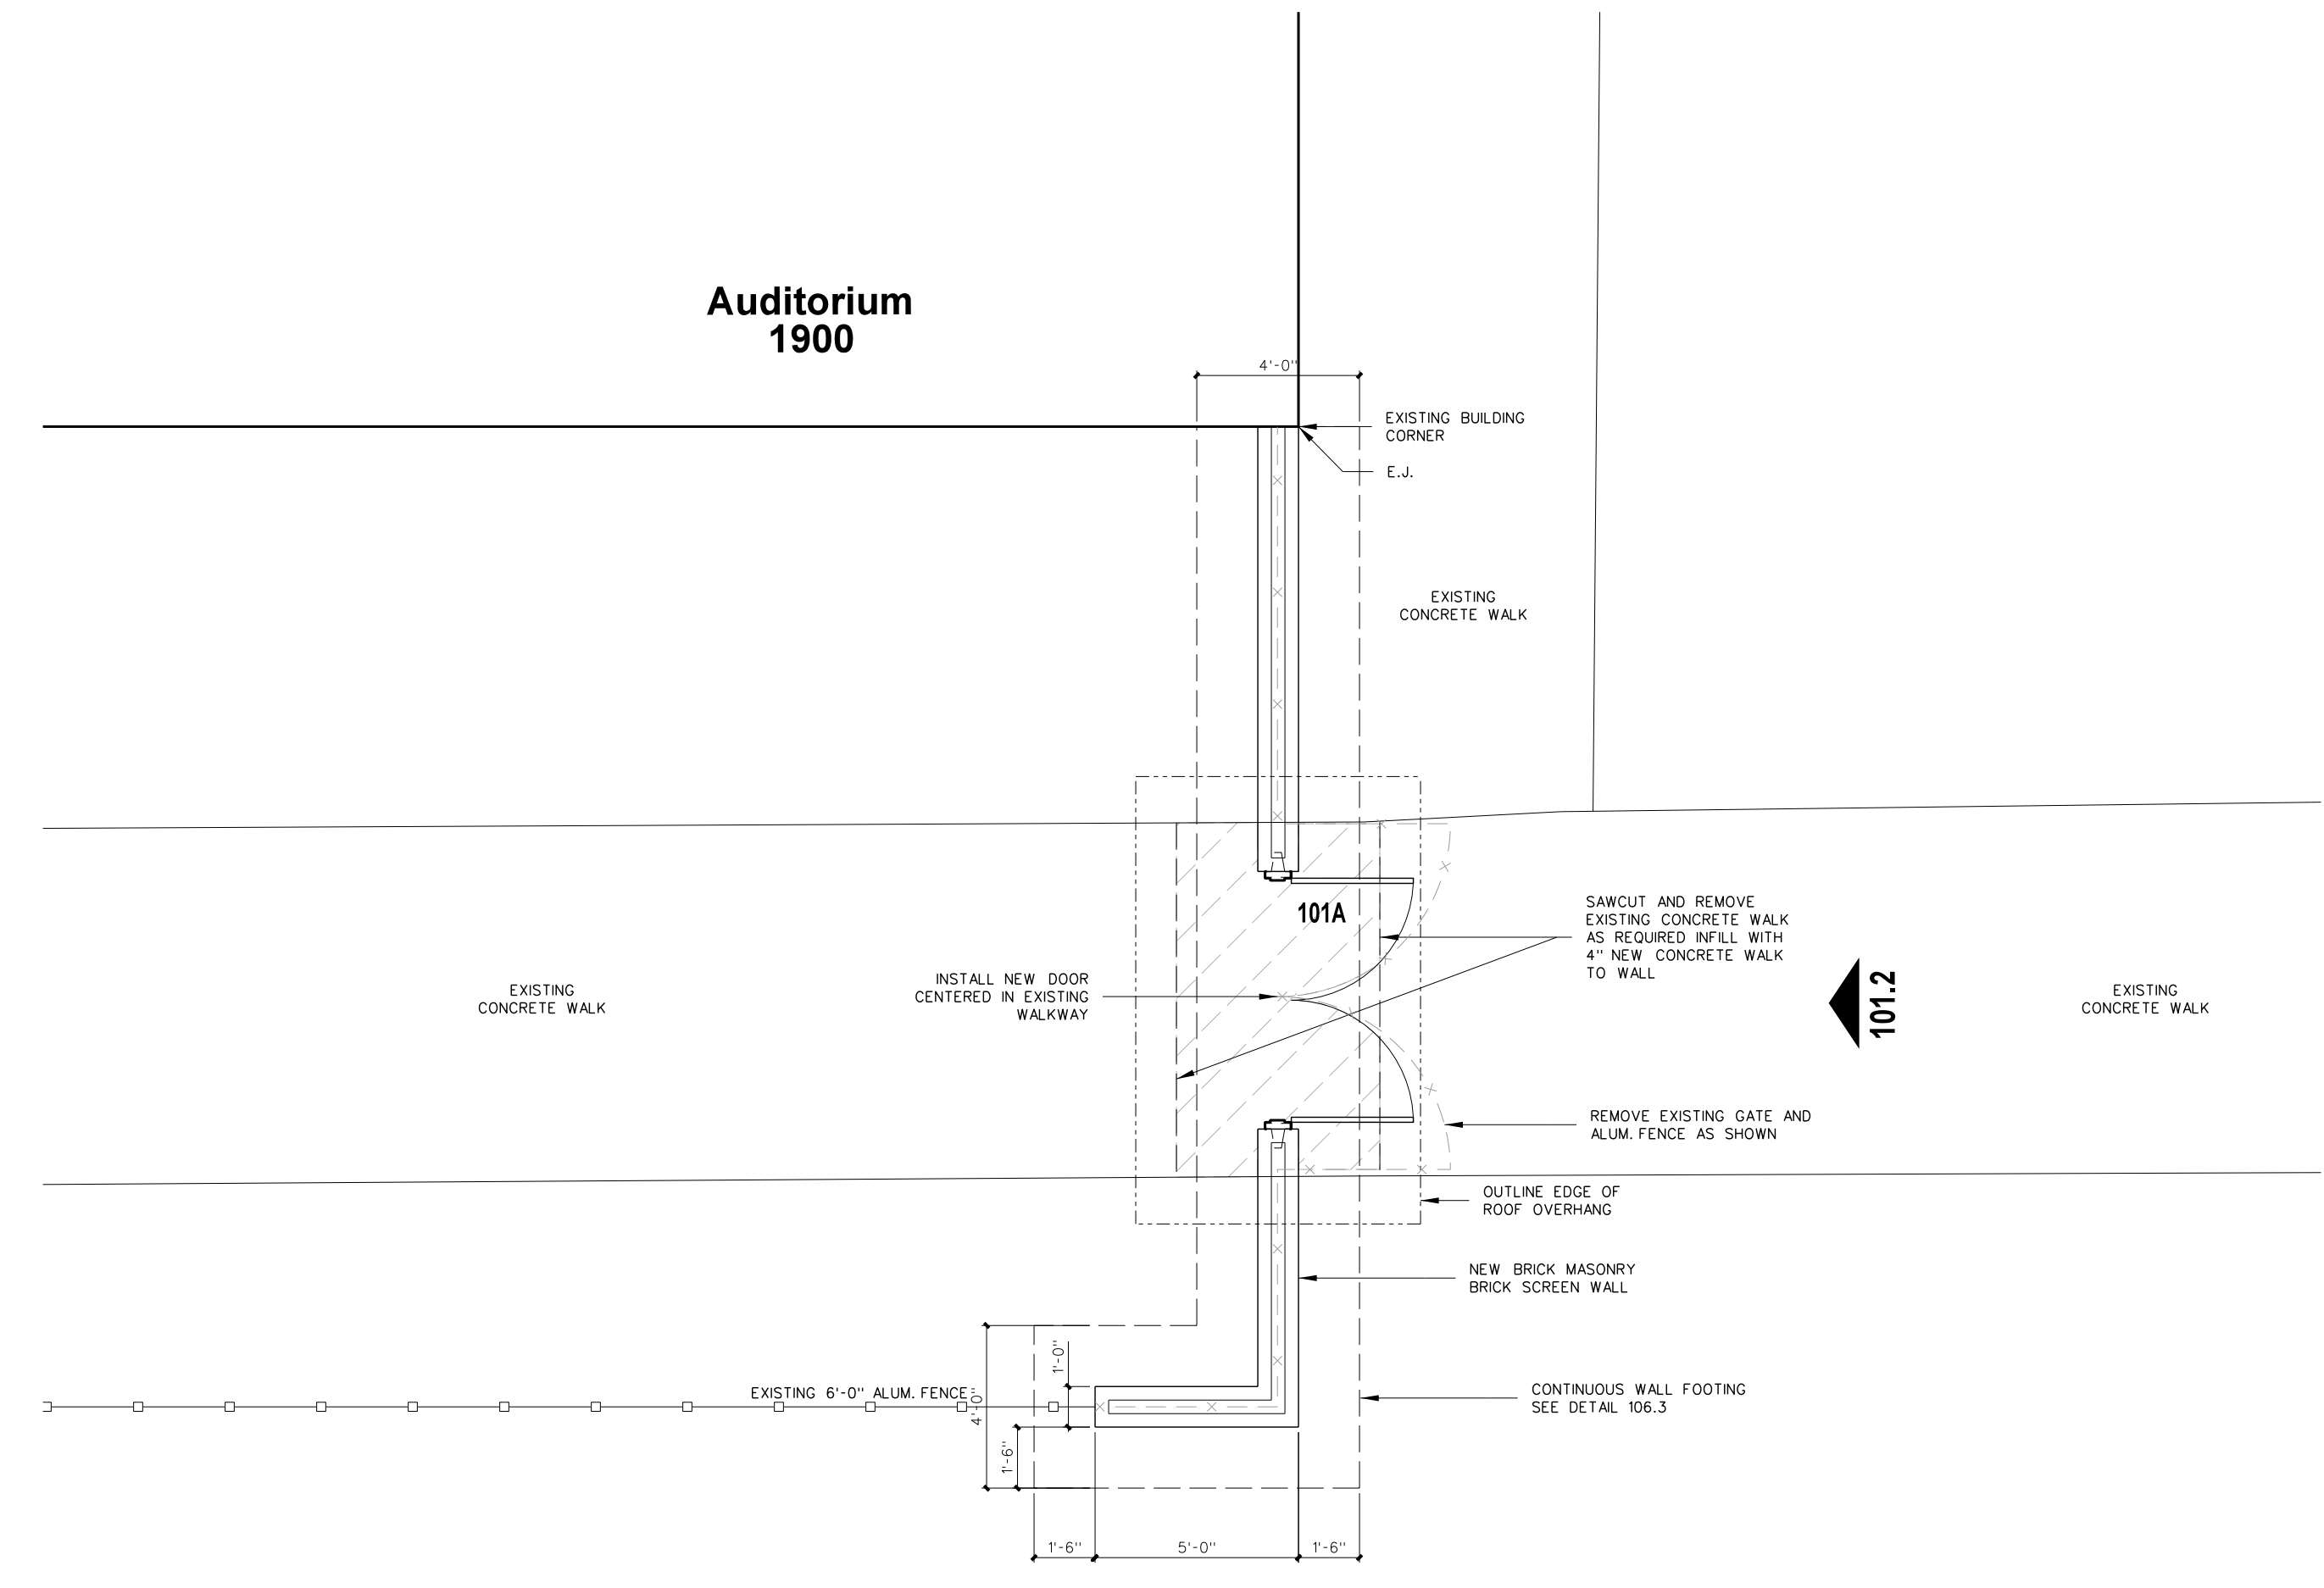 Auditorium
1900
4'-0"
EXISTING BUILDING
CORNER
E.J.
EXISTING
CONCRETE WALK
101A
SAWCUT AND REMOVE
EXISTING CONCRETE WALK
AS REQUIRED INFILL WITH
4" NEW CONCRETE WALK
TO WALL
INSTALL NEW DOOR
CENTERED IN EXISTING
WALKWAY
EXISTING
CONCRETE WALK
101.2
EXISTING
CONCRETE WALK
REMOVE EXISTING GATE AND
ALUM. FENCE AS SHOWN
OUTLINE EDGE OF
ROOF OVERHANG
NEW BRICK MASONRY
BRICK SCREEN WALL
1'-0"
EXISTING 6'-0" ALUM. FENCE
4'-0"
CONTINUOUS WALL FOOTING
SEE DETAIL 106.3
1'-6"
1'-6"
5'-0"
1'-6"